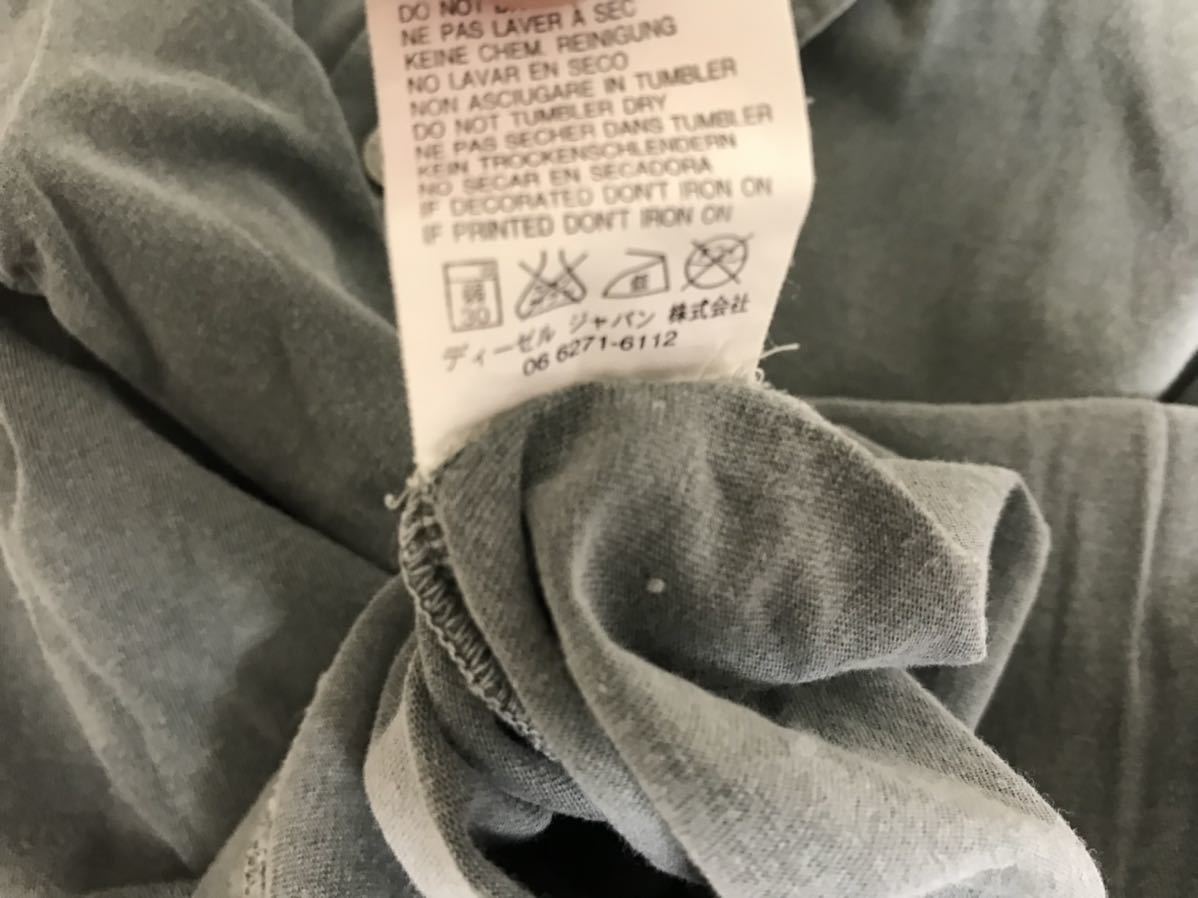 DO NOT
NE PAS LAVER À SEC
KEINE CHEM. REINIGUNG
NO LAVAR EN SECO
NON ASCIUGARE IN TUMBLER
DO NOT TUMBLER DRY
NE PAS SECHER DANS TUMBLER
KEIN TROCKENSCHLENDERN
NO SECAR EN SECADORA
IF DECORATED DON'T IRON ON
IF PRINTED DON'T IRON ON
30 低
ディーゼル ジャパン 株式会社
06 6271-6112